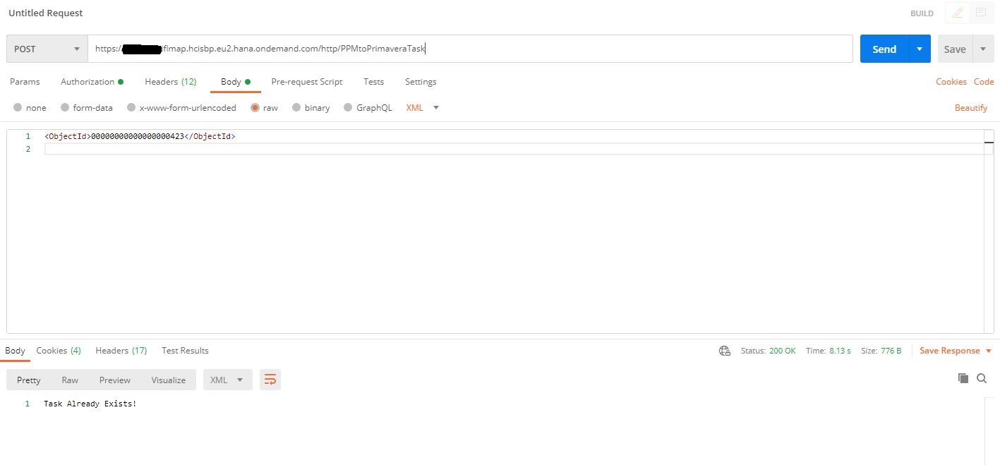 Untitled Request BUILD
POST https:/ iflmap.hcisbp.eu2.hana.ondemand.com/http/PPMtoPrimaveraTask Send Save
Params Authorization Headers (12) Body Pre-request Script Tests Settings Cookies Code
none form-data x-www-form-urlencoded raw binary GraphQL XML Beautify
1 <ObjectId>00000000000000000423</ObjectId>
2
Body Cookies (4) Headers (17) Test Results Status: 200 OK Time: 8.13 s Size: 776 B Save Response
Pretty Raw Preview Visualize XML
1 Task Already Exists!